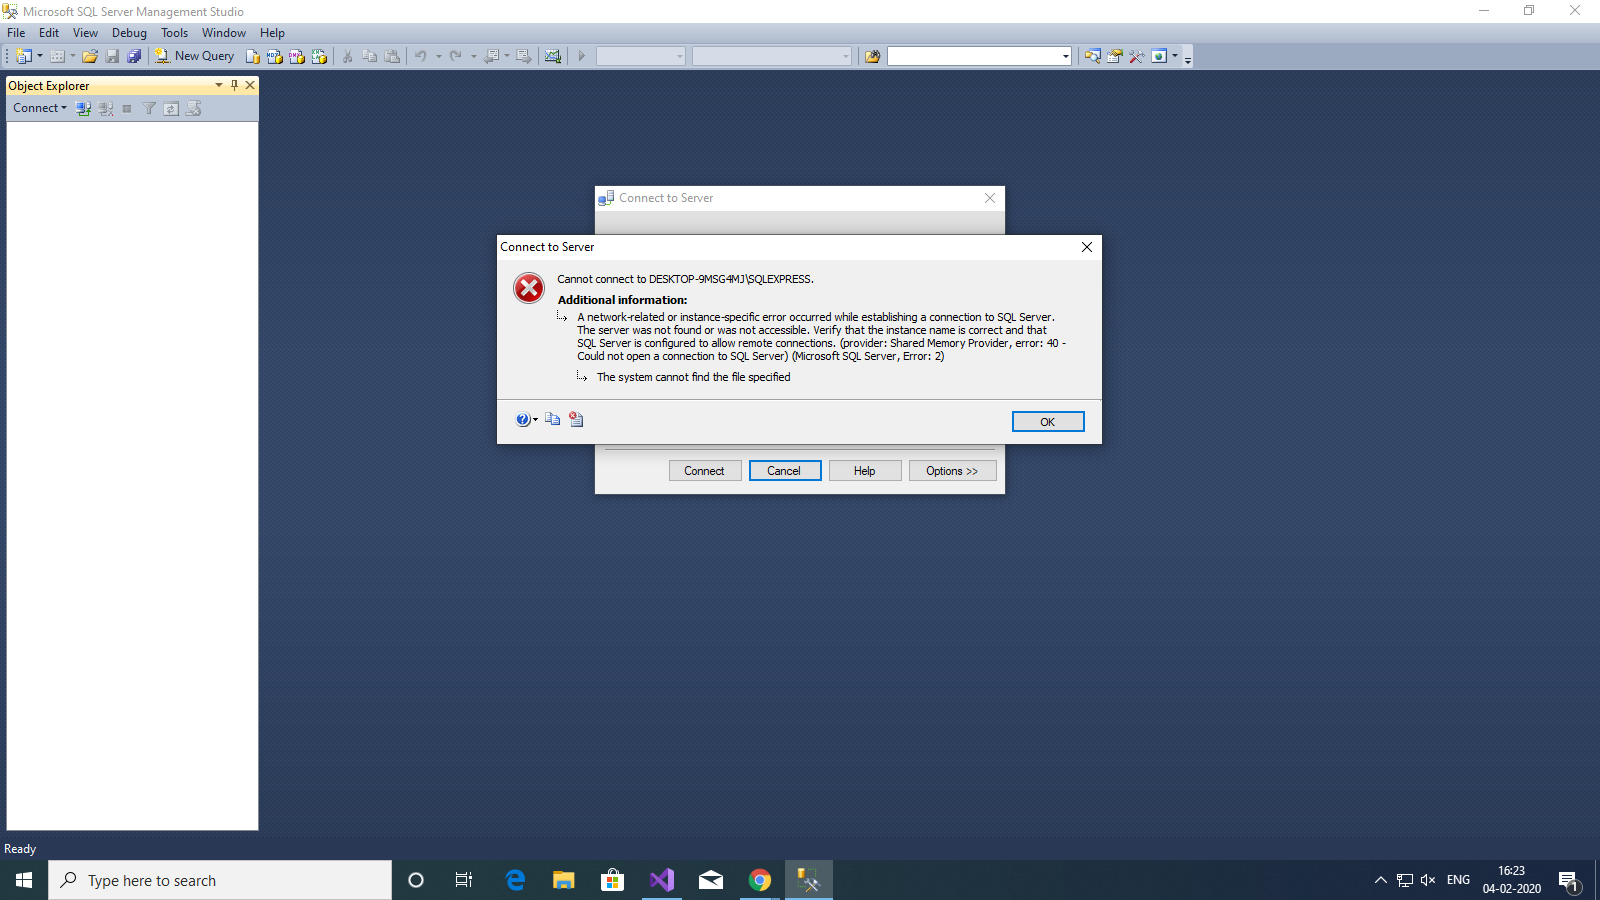 Microsoft SQL Server Management Studio
File Edit View Debug Tools Window Help
New Query
Object Explorer
Connect
Connect to Server
Connect to Server
Cannot connect to DESKTOP-9MSG4MJ\SQLEXPRESS.
Additional information:
A network-related or instance-specific error occurred while establishing a connection to SQL Server.
The server was not found or was not accessible. Verify that the instance name is correct and that
SQL Server is configured to allow remote connections. (provider: Shared Memory Provider, error: 40 -
Could not open a connection to SQL Server) (Microsoft SQL Server, Error: 2)
The system cannot find the file specified
OK
Connect Cancel Help Options >>
Ready
Type here to search
ENG
16:23
04-02-2020
1